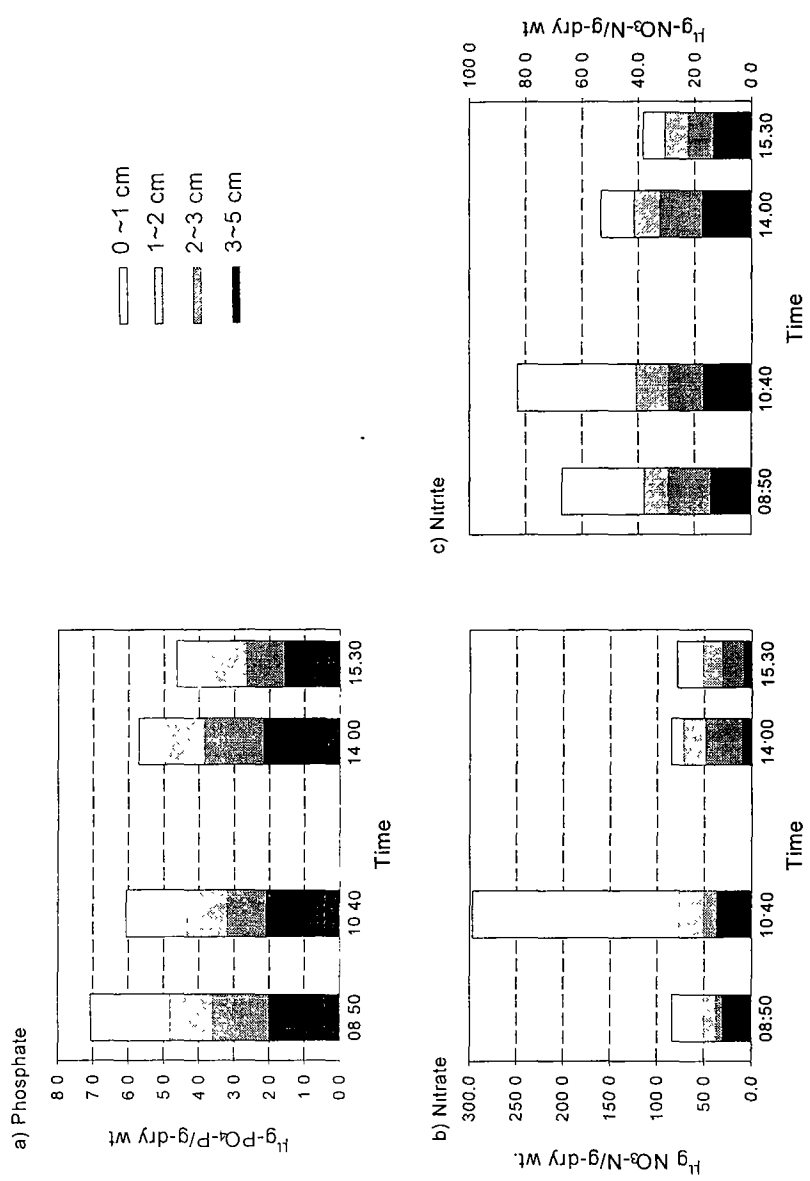 a) Phosphate
µg-PO₄-P/g-dry wt
8 0
7 0
6 0
5 0
4 0
3 0
2 0
1 0
0 0
08 50
10 40
14 00
15.30
Time
0 ~1 cm
1~2 cm
2~3 cm
3~5 cm
b) Nitrate
µg NO₃-N/g-dry wt.
300.0
250 0
200 0
150 0
100.0
50.0
0.0
08:50
10:40
14:00
15.30
Time
c) Nitrite
µg-NO₃-N/g-dry wt
100 0
80 0
60 0
40.0
20 0
0 0
08:50
10:40
14.00
15.30
Time